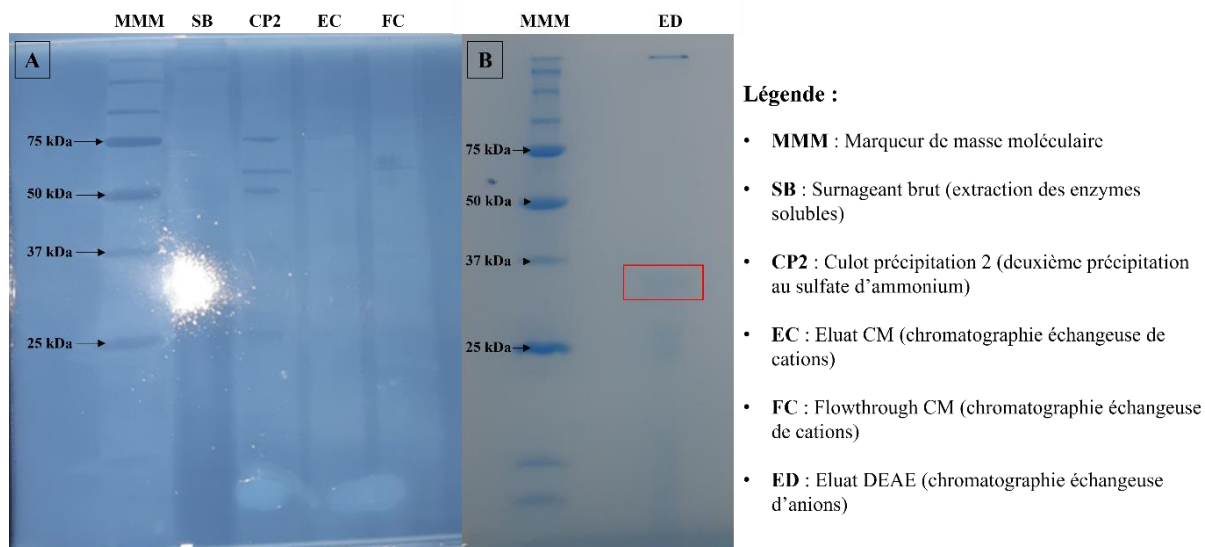 MMM SB CP2 EC FC
MMM ED
A
B
75 kDa
50 kDa
37 kDa
25 kDa
75 kDa
50 kDa
37 kDa
25 kDa
Légende :
• MMM : Marqueur de masse moléculaire
• SB : Surnageant brut (extraction des enzymes
solubles)
• CP2 : Culot précipitation 2 (deuxième précipitation
au sulfate d’ammonium)
• EC : Eluat CM (chromatographie échangeuse de
cations)
• FC : Flowthrough CM (chromatographie échangeuse
de cations)
• ED : Eluat DEAE (chromatographie échangeuse
d’anions)